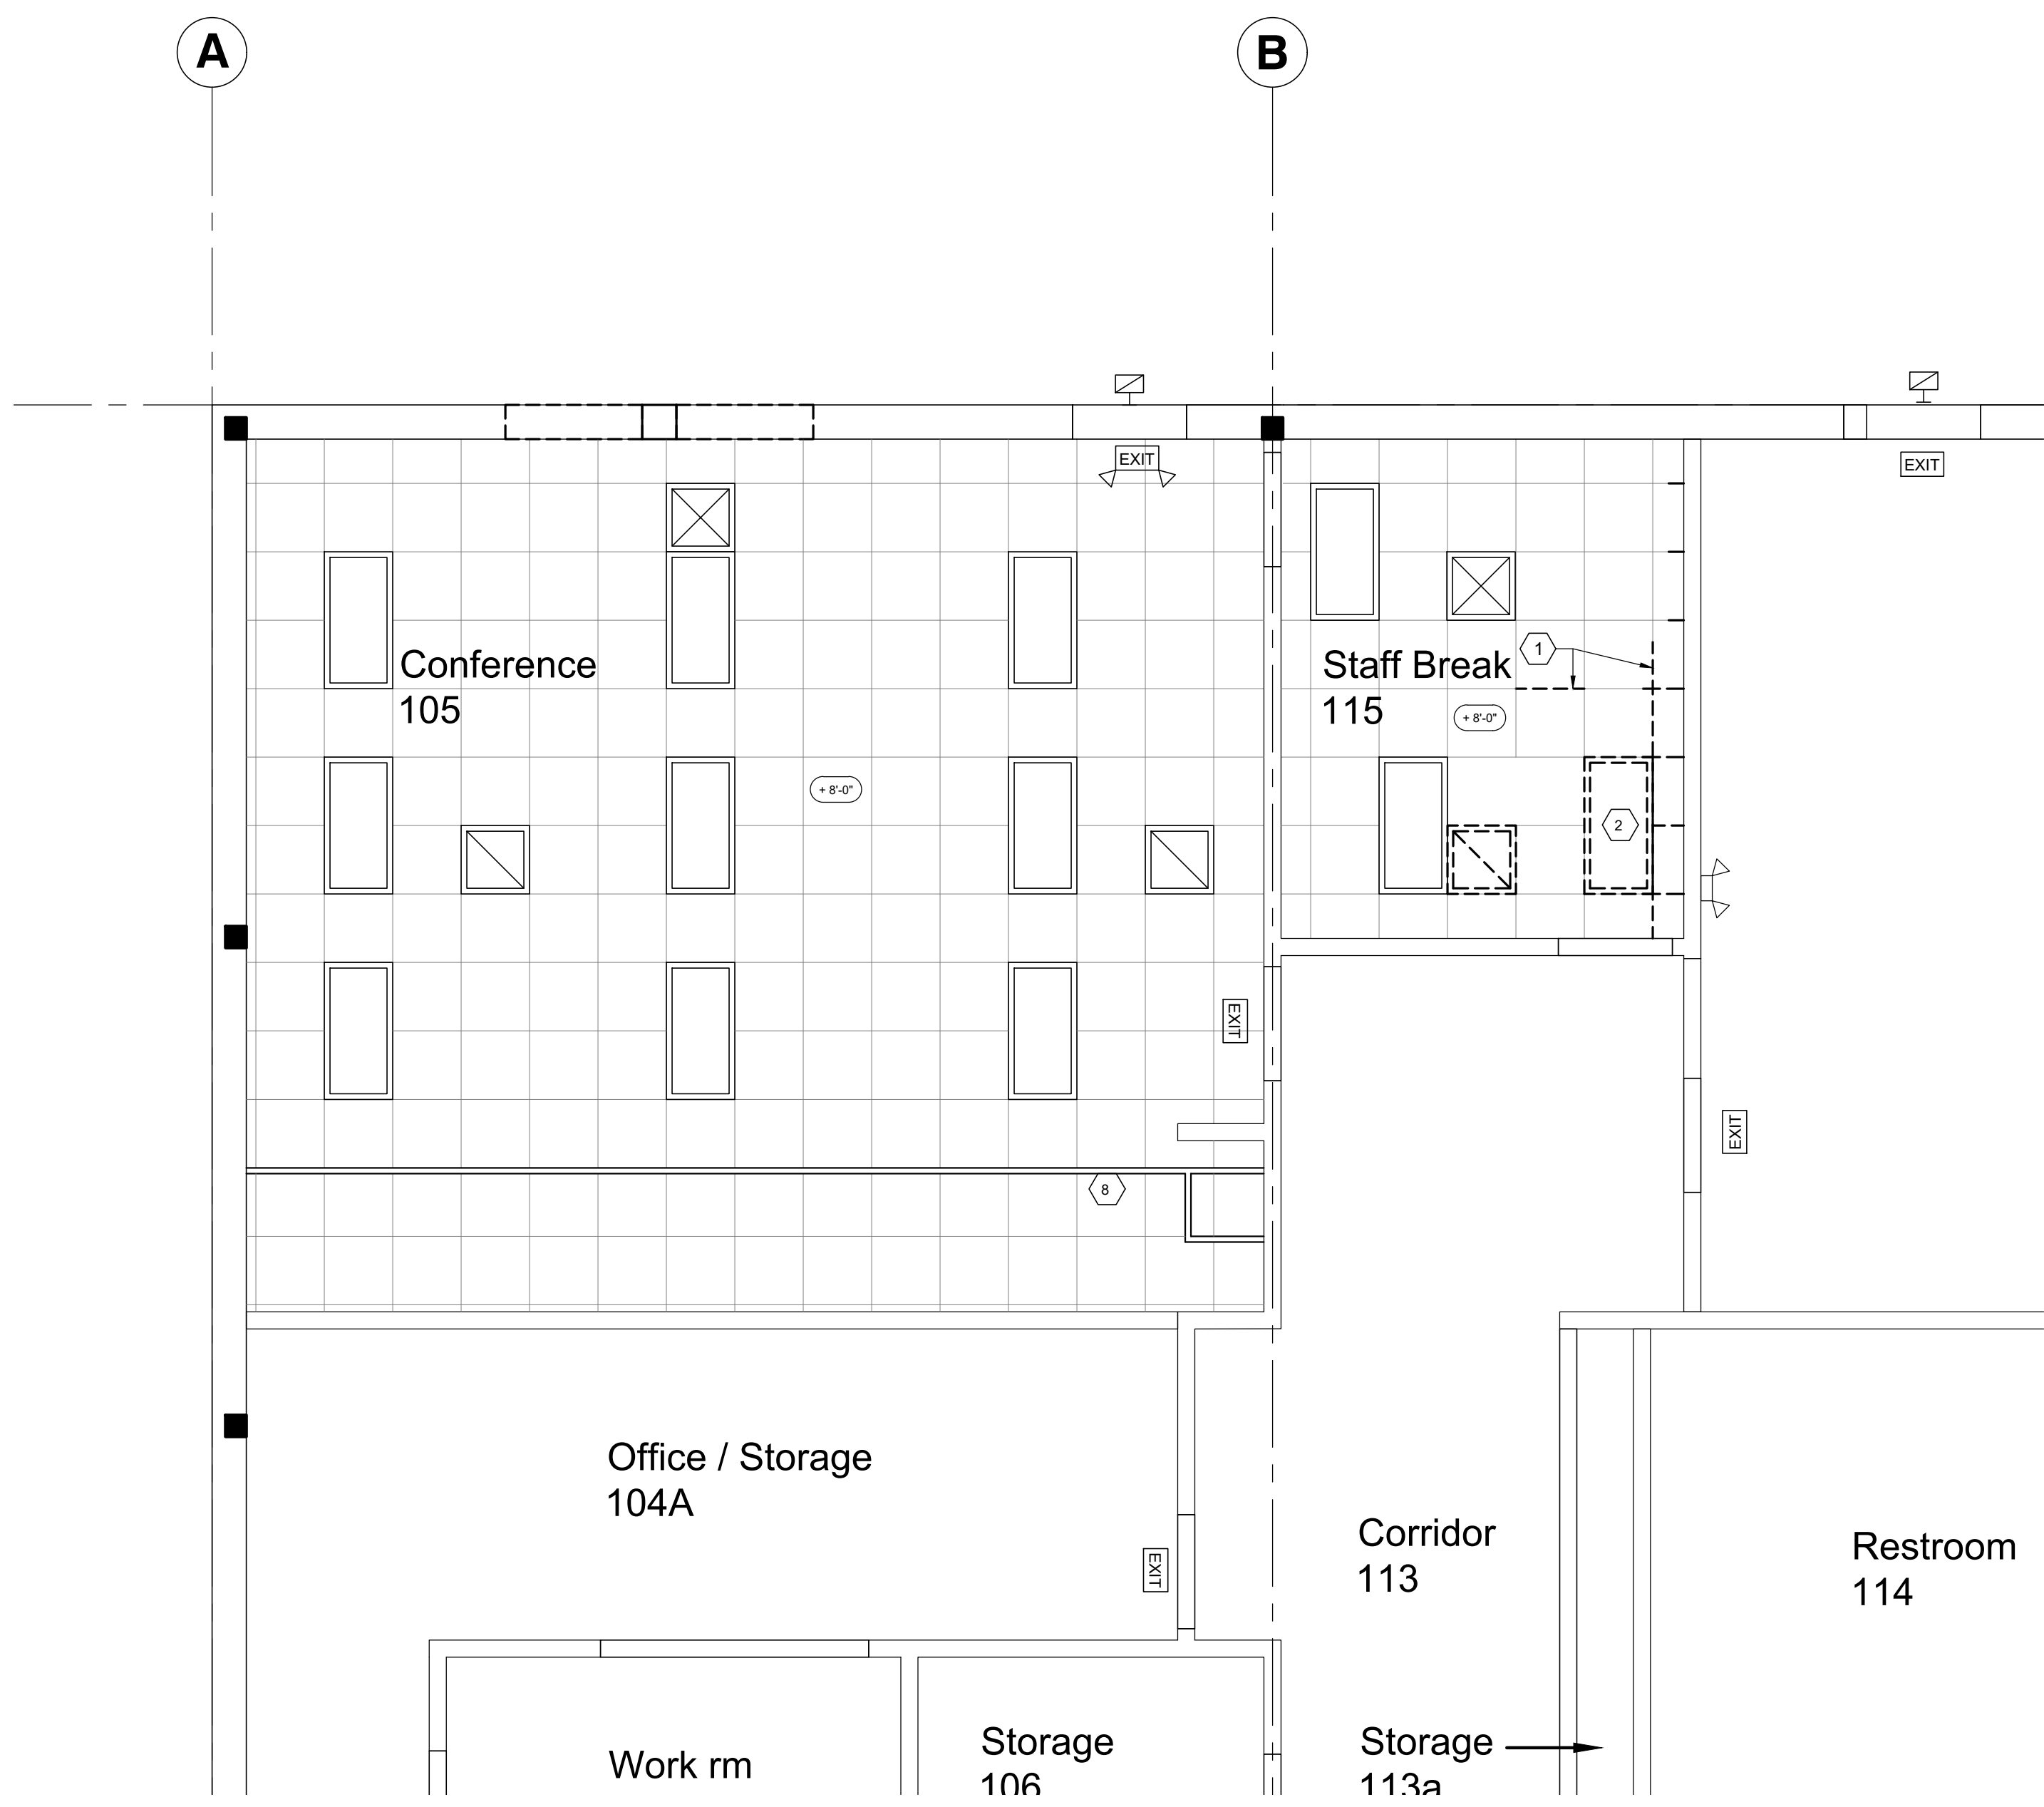 A
B
EXIT
EXIT
1
Conference
105
Staff Break
115
+ 8'-0"
+ 8'-0"
2
EXIT
EXIT
8
Office / Storage
104A
Corridor
113
Restroom
114
EXIT
Storage
106
Storage
113a
Work rm